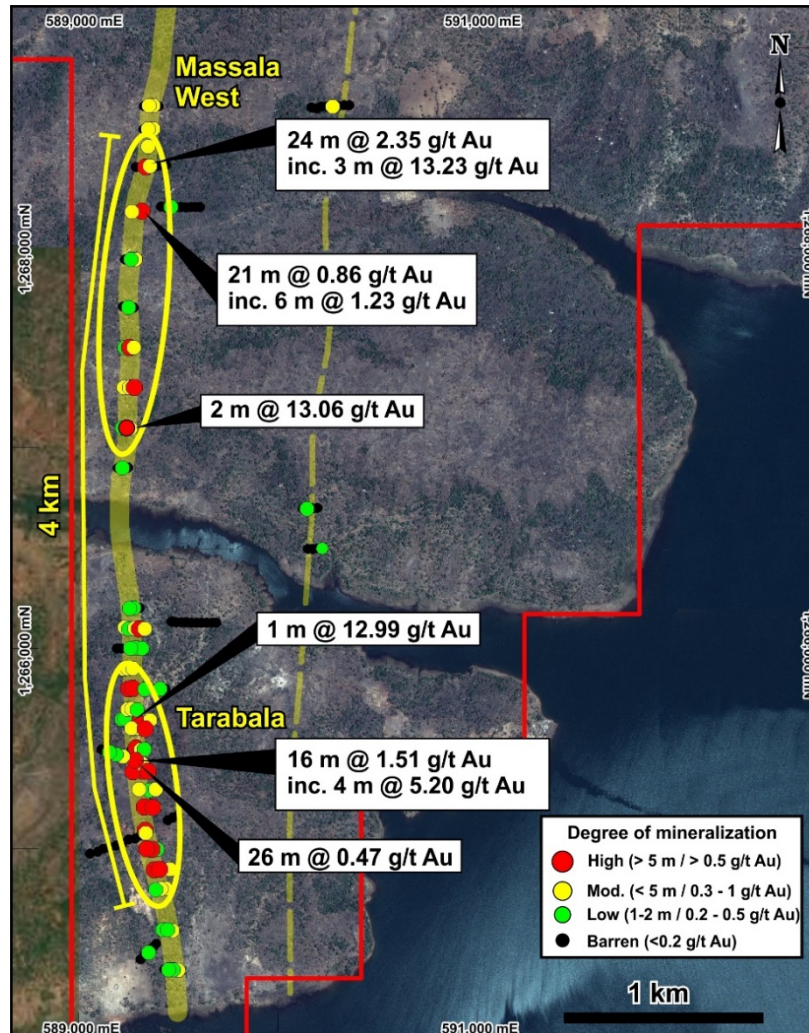 589,000 mE
591,000 mE
N
Massala
West
24 m @ 2.35 g/t Au
inc. 3 m @ 13.23 g/t Au
1,268,000 mN
21 m @ 0.86 g/t Au
inc. 6 m @ 1.23 g/t Au
2 m @ 13.06 g/t Au
4 km
1 m @ 12.99 g/t Au
1,266,000 mN
Tarabala
16 m @ 1.51 g/t Au
inc. 4 m @ 5.20 g/t Au
26 m @ 0.47 g/t Au
Degree of mineralization
High (> 5 m / > 0.5 g/t Au)
Mod. (< 5 m / 0.3 - 1 g/t Au)
Low (1-2 m / 0.2 - 0.5 g/t Au)
Barren (<0.2 g/t Au)
1 km
589,000 mE
591,000 mE